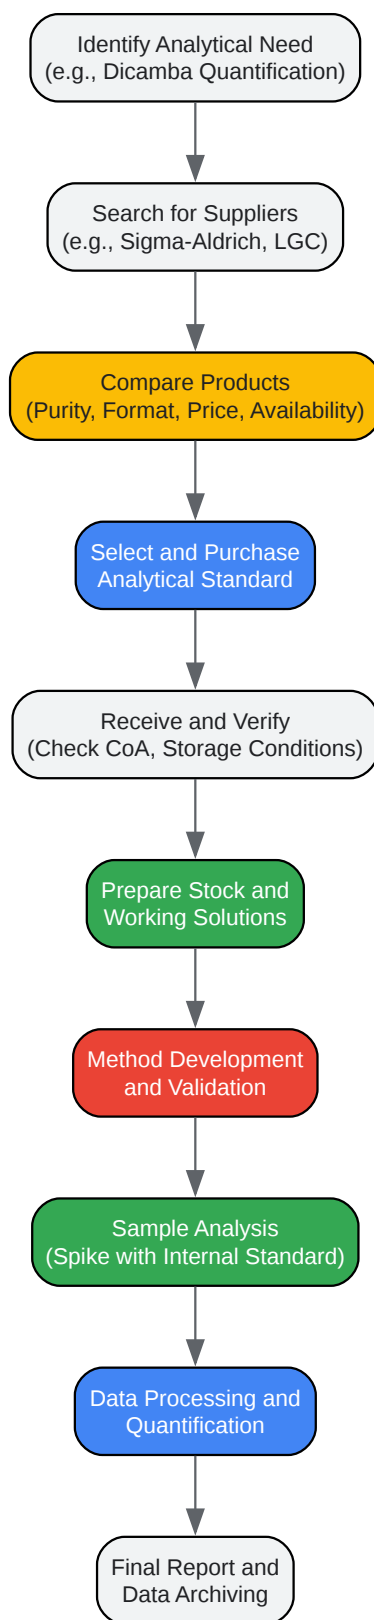 Identify Analytical Need
(e.g., Dicamba Quantification)
Search for Suppliers
(e.g., Sigma-Aldrich, LGC)
Compare Products
(Purity, Format, Price, Availability)
Select and Purchase
Analytical Standard
Receive and Verify
(Check CoA, Storage Conditions)
Prepare Stock and
Working Solutions
Method Development
and Validation
Sample Analysis
(Spike with Internal Standard)
Data Processing and
Quantification
Final Report and
Data Archiving